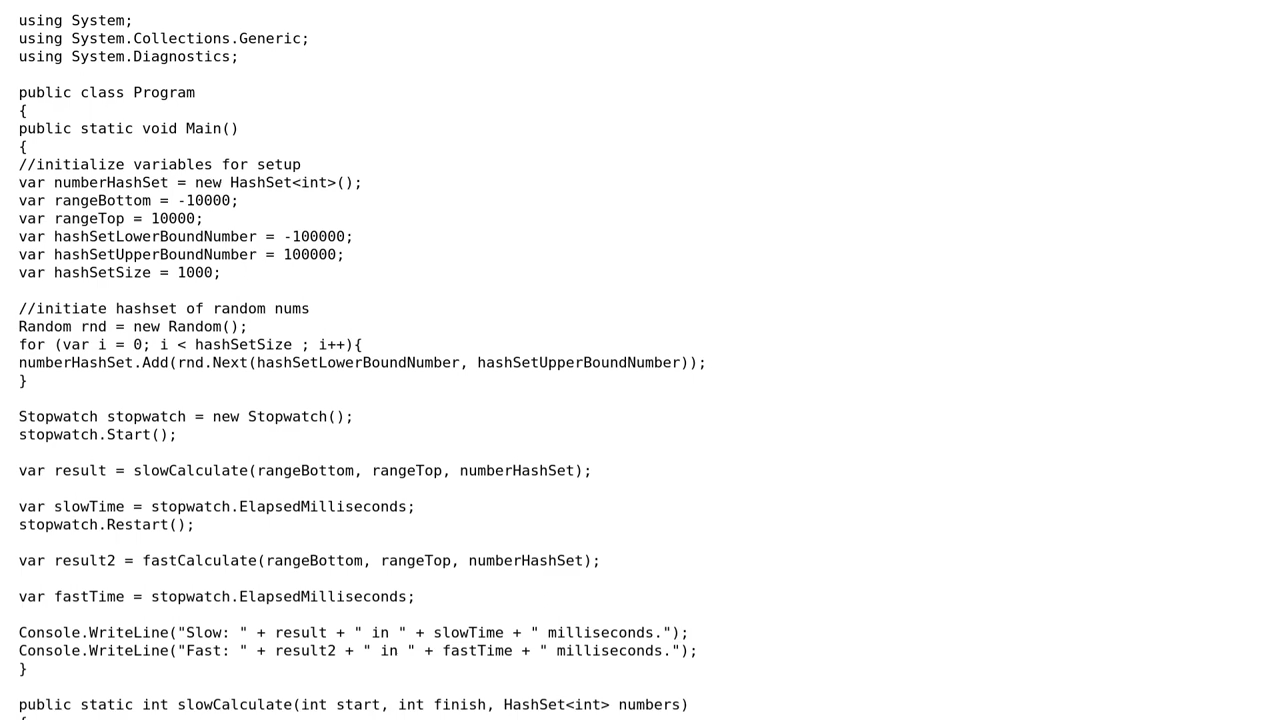 using System;
using System.Collections.Generic;
using System.Diagnostics;
public class Program
{
public static void Main()
{
//initialize variables for setup
var numberHashSet = new HashSet<int>();
var rangeBottom = -10000;
var rangeTop = 10000;
var hashSetLowerBoundNumber = -100000;
var hashSetUpperBoundNumber = 100000;
var hashSetSize = 1000;
//initiate hashset of random nums
Random rnd = new Random();
for (var i = 0; i < hashSetSize ; i++){
numberHashSet.Add(rnd.Next(hashSetLowerBoundNumber, hashSetUpperBoundNumber));
}
Stopwatch stopwatch = new Stopwatch();
stopwatch.Start();
var result = slowCalculate(rangeBottom, rangeTop, numberHashSet);
var slowTime = stopwatch.ElapsedMilliseconds;
stopwatch.Restart();
var result2 = fastCalculate(rangeBottom, rangeTop, numberHashSet);
var fastTime = stopwatch.ElapsedMilliseconds;
Console.WriteLine("Slow: " + result + " in " + slowTime + " milliseconds.");
Console.WriteLine("Fast: " + result2 + " in " + fastTime + " milliseconds.");
}
public static int slowCalculate(int start, int finish, HashSet<int> numbers)
{